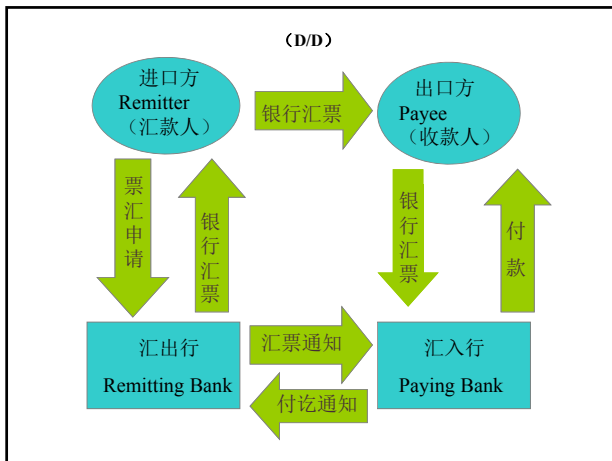 （D/D）
进口方
Remitter
（汇款人）
银行汇票
出口方
Payee
（收款人）
票汇申请
银行汇票
银行汇票
付款
汇出行
Remitting Bank
汇票通知
付讫通知
汇入行
Paying Bank